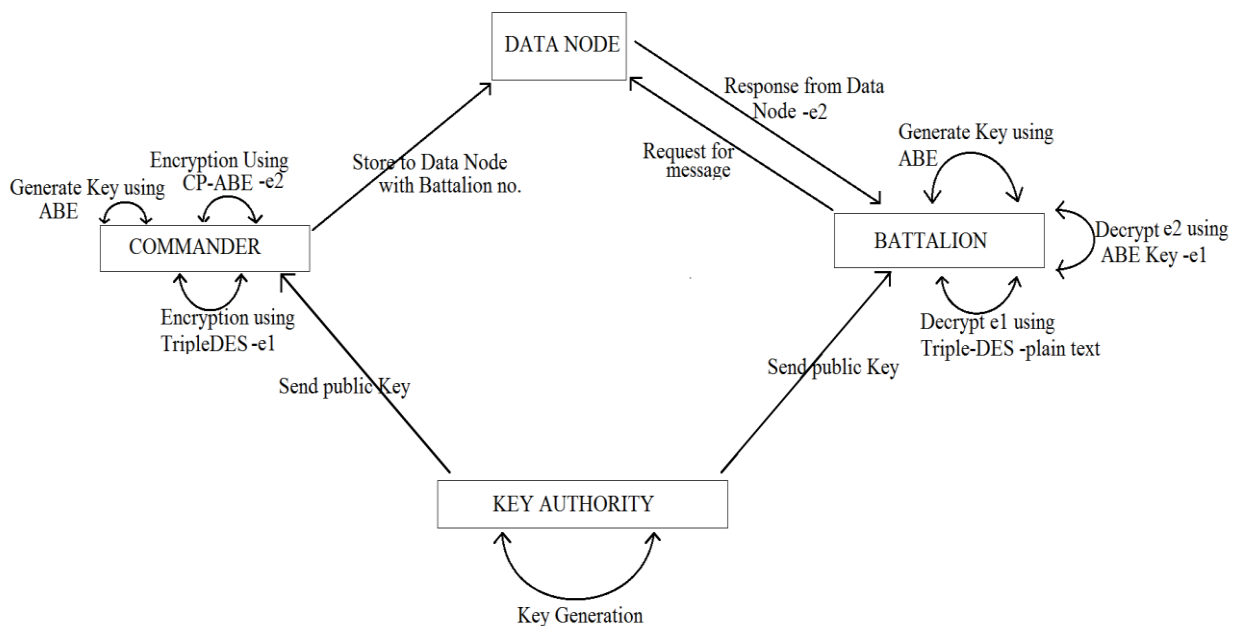 DATA NODE
Response from Data
Node -e2
Generate Key using
ABE
Encryption Using
CP-ABE -e2
Request for
message
Store to Data Node
with Battalion no.
Generate Key using
ABE
COMMANDER
BATTALION
Decrypt e2 using
ABE Key -e1
Encryption using
TripleDES -e1
Decrypt e1 using
Triple-DES -plain text
Send public Key
Send public Key
KEY AUTHORITY
Key Generation